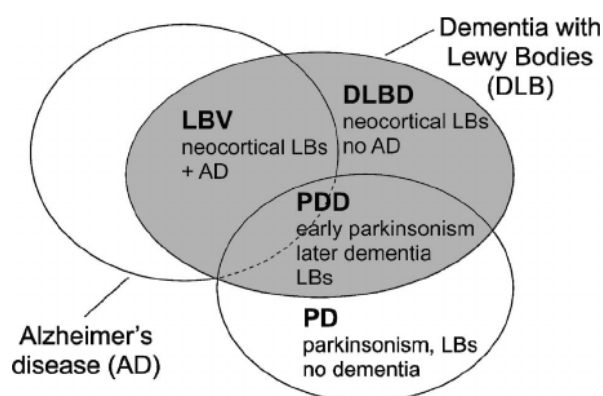 Dementia with
Lewy Bodies
(DLB)
DLBD
neocortical LBs
no AD
LBV
neocortical LBs
+ AD
PDD
early parkinsonism
later dementia
LBs
PD
parkinsonism, LBs
no dementia
Alzheimer's
disease (AD)